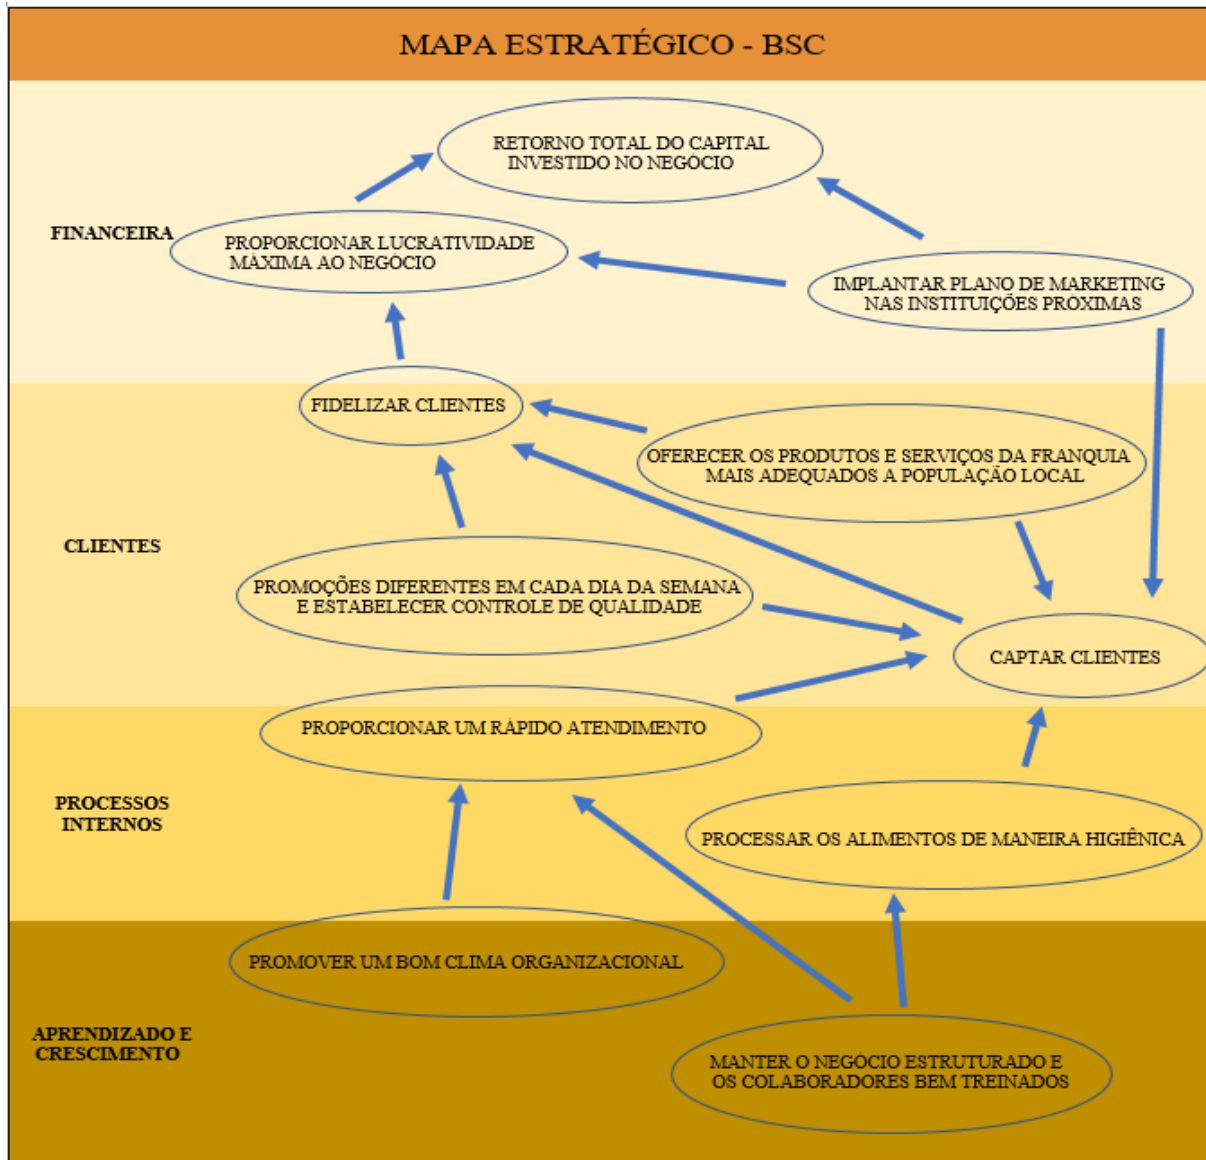 MAPA ESTRATÉGICO - BSC
RETORNO TOTAL DO CAPITAL
INVESTIDO NO NEGÓCIO
FINANCEIRA
PROPORCIONAR LUCRATIVIDADE
MÁXIMA AO NEGÓCIO
IMPLANTAR PLANO DE MARKETING
NAS INSTITUIÇÕES PRÓXIMAS
FIDELIZAR CLIENTES
OFERECER OS PRODUTOS E SERVIÇOS DA FRANQUIA
MAIS ADEQUADOS A POPULAÇÃO LOCAL
CLIENTES
PROMOÇÕES DIFERENTES EM CADA DIA DA SEMANA
E ESTABELECER CONTROLE DE QUALIDADE
CAPTAR CLIENTES
PROPORCIONAR UM RÁPIDO ATENDIMENTO
PROCESSOS
INTERNOS
PROCESSAR OS ALIMENTOS DE MANEIRA HIGIÊNICA
PROMOVER UM BOM CLIMA ORGANIZACIONAL
APRENDIZADO E
CRESCIMENTO
MANTER O NEGÓCIO ESTRUTURADO E
OS COLABORADORES BEM TREINADOS